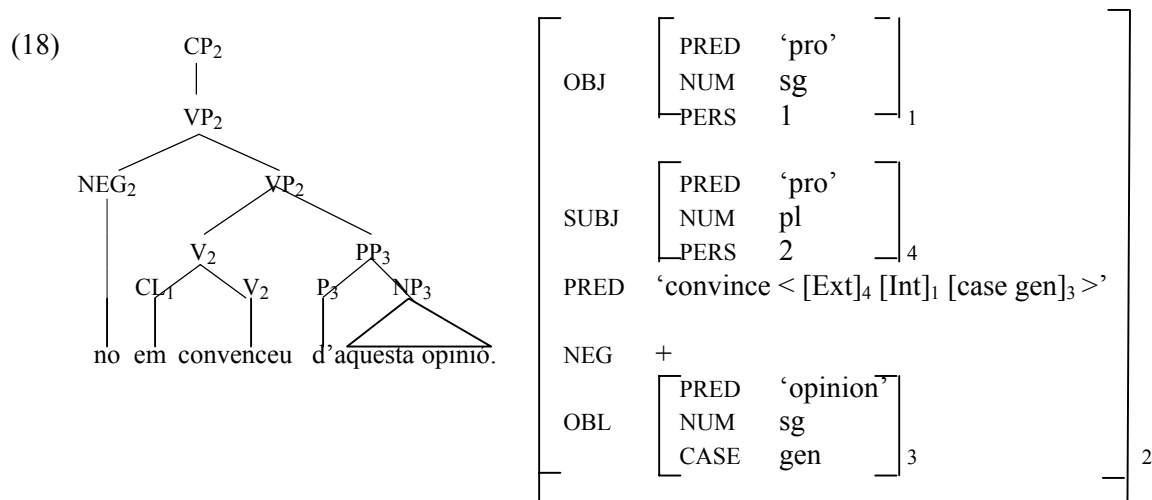 (18)
CP2
VP2
NEG2 VP2
V2 PP3
CL1 V2 P3 NP3
no em convenceu d’aquesta opinió.
PRED ‘pro’
OBJ NUM sg
PERS 1
1
PRED ‘pro’
SUBJ NUM pl
PERS 2
4
PRED ‘convince < [Ext]4 [Int]1 [case gen]3 >’
NEG +
PRED ‘opinion’
OBL NUM sg
CASE gen
3
2